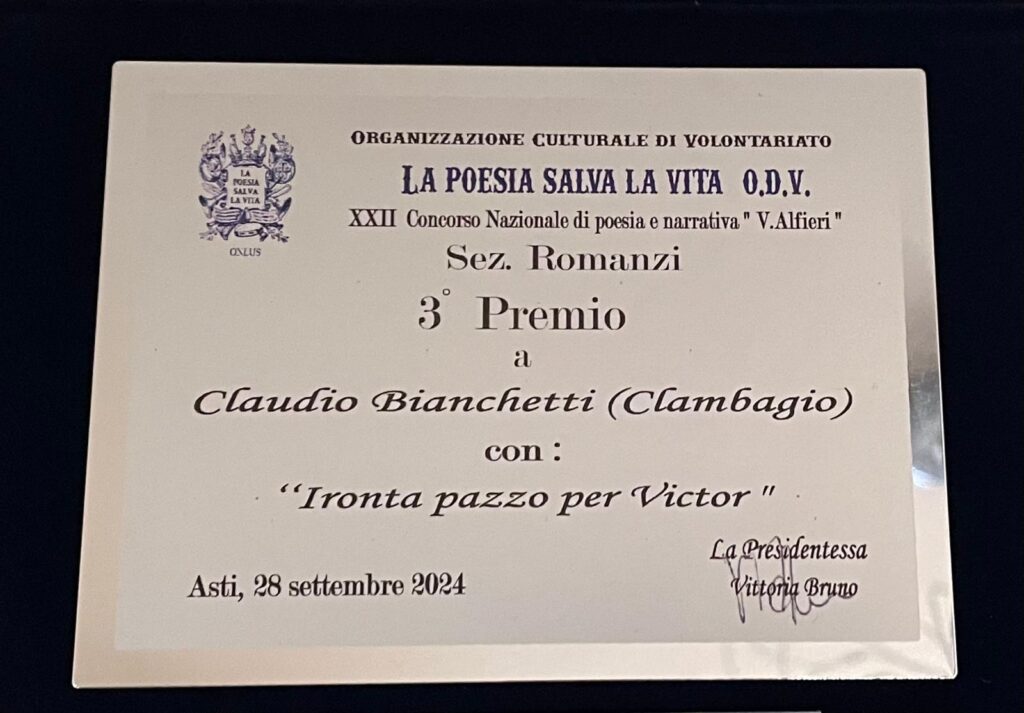 ORGANIZZAZIONE CULTURALE DI VOLONTARIATO
LA POESIA SALVA LA VITA O.D.V.
XXII Concorso Nazionale di poesia e narrativa " V.Alfieri "
Sez. Romanzi
3° Premio
a
Claudio Bianchetti (Clambagio)
con :
‘‘Ironta pazzo per Victor "
La Presidentessa
Vittoria Bruno
Asti, 28 settembre 2024
LA
POESIA
SALVA
LA VITA
ONLUS